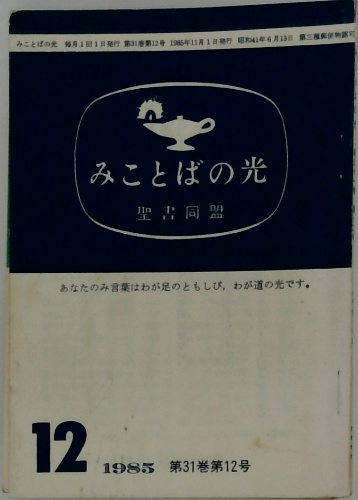 みことばの光　毎月1回1日発行　第31巻第12号　1985年11月1日発行　昭和41年6月13日　第三種郵便物認可
みことばの光
聖書同盟
あなたのみ言葉はわが足のともしび，わが道の光です。
12 1985 第31巻第12号